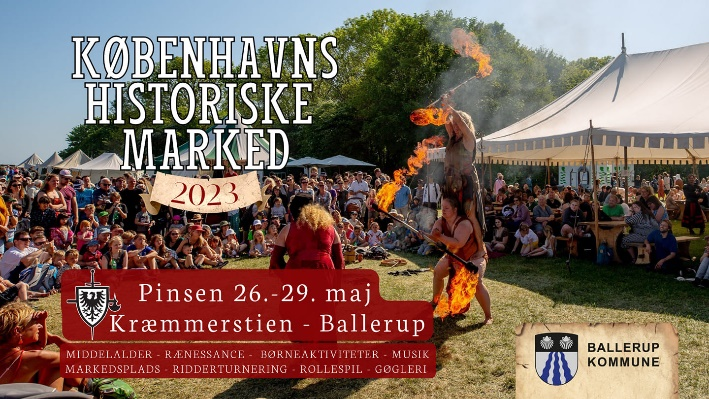 KØBENHAVNS
HISTORISKE
MARKED
2023
Pinsen 26.-29. maj
Kræmmerstien - Ballerup
MIDDELALDER - RÆNESSANCE - BØRNEAKTIVITETER - MUSIK
MARKEDSPLADS - RIDDERTURNERING - ROLLESPIL - GØGLERI
BALLERUP
KOMMUNE